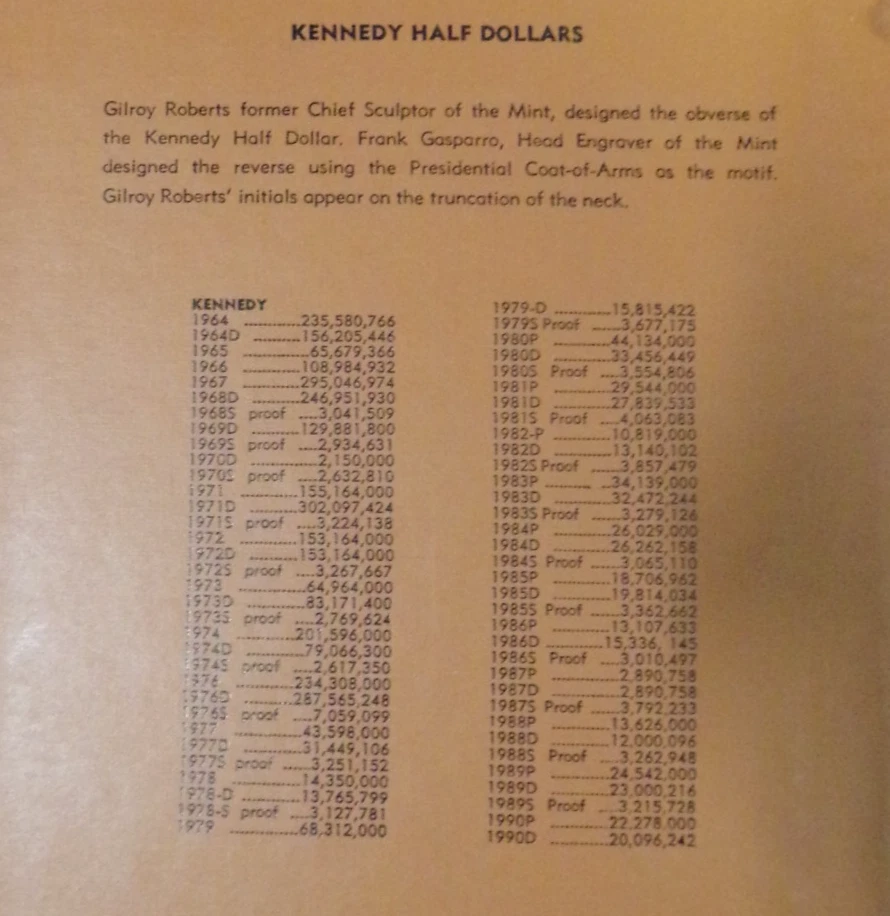 KENNEDY HALF DOLLARS
Gilroy Roberts former Chief Sculptor of the Mint, designed the obverse of
the Kennedy Half Dollar. Frank Gasparro, Head Engraver of the Mint
designed the reverse using the Presidential Coat-of-Arms as the motif.
Gilroy Roberts' initials appear on the truncation of the neck.
KENNEDY
1964 ............235,580,766
1964D ..........156,205,446
1965 ..............65,679,366
1966 ............108,984,932
1967 ............295,046,974
1968D ..........246,951,930
1968S proof ....3,041,509
1969D ..........129,881,800
1969S proof ....2,934,631
1970D ..............2,150,000
1970S proof ....2,632,810
1971 ............155,164,000
1971D ..........302,097,424
1971S proof ....3,224,138
1972 ............153,164,000
1972D ..........153,164,000
1972S proof ....3,267,667
1973 ..............64,964,000
1973D ............83,171,400
1973S proof ....2,769,624
1974 ............201,596,000
1974D ............79,066,300
1974S proof ....2,617,350
1976 ............234,308,000
1976D ..........287,565,248
1976S proof ....7,059,099
1977 ..............43,598,000
1977D ............31,449,106
1977S proof ......3,251,152
1978 ..............14,350,000
1978-D ............13,765,799
1978-S proof ....3,127,781
1979 ..............68,312,000
1979-D ............15,815,422
1979S Proof ......3,677,175
1980P ............44,134,000
1980D ............33,456,449
1980S Proof ....3,554,806
1981P ............29,544,000
1981D ............27,839,533
1981S Proof ....4,063,083
1982-P ............10,819,000
1982D ............13,140,102
1982S Proof ......3,857,479
1983P .......... ..34,139,000
1983D ............32,472,244
1983S Proof ......3,279,126
1984P ............26,029,000
1984D ............26,262,158
1984S Proof ....3,065,110
1985P ............18,706,962
1985D ............19,814,034
1985S Proof ....3,362,662
1986P ............13,107,633
1986D ............15,336, 145
1986S Proof ....3,010,497
1987P ..............2,890,758
1987D ..............2,890,758
1987S Proof ....3,792,233
1988P ............13,626,000
1988D ............12,000,096
1988S Proof ....3,262,948
1989P ............24,542,000
1989D ............23,000,216
1989S Proof ....3,215,728
1990P ............22,278,000
1990D ............20,096,242